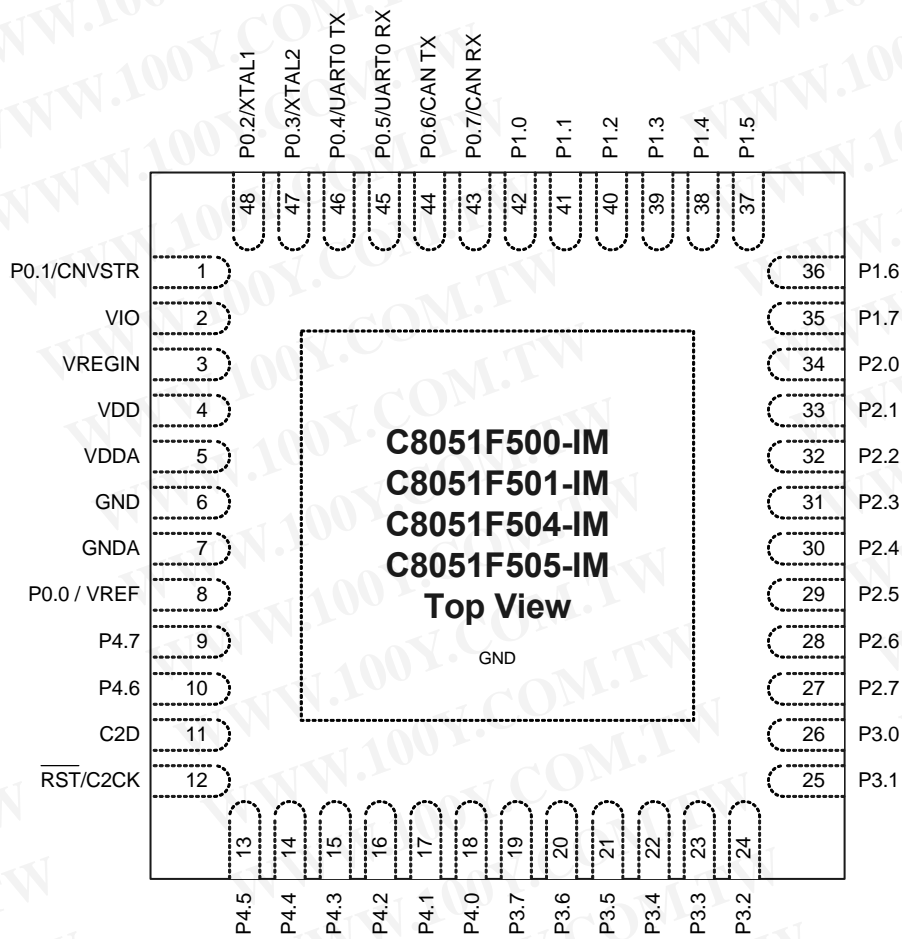 P0.2/XTAL1
P0.3/XTAL2
P0.4/UART0 TX
P0.5/UART0 RX
P0.6/CAN TX
P0.7/CAN RX
P1.0
P1.1
P1.2
P1.3
P1.4
P1.5
48
47
46
45
44
43
42
41
40
39
38
37
P0.1/CNVSTR 1
VIO 2
VREGIN 3
VDD 4
VDDA 5
GND 6
GNDA 7
P0.0 / VREF 8
P4.7 9
P4.6 10
C2D 11
RST/C2CK 12
C8051F500-IM
C8051F501-IM
C8051F504-IM
C8051F505-IM
Top View
GND
36 P1.6
35 P1.7
34 P2.0
33 P2.1
32 P2.2
31 P2.3
30 P2.4
29 P2.5
28 P2.6
27 P2.7
26 P3.0
25 P3.1
13
14
15
16
17
18
19
20
21
22
23
24
P4.5
P4.4
P4.3
P4.2
P4.1
P4.0
P3.7
P3.6
P3.5
P3.4
P3.3
P3.2
WWW.100Y.COM.TW